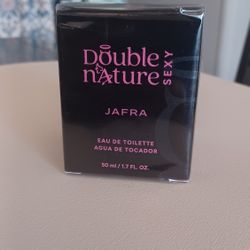 Double
nature
SEXY
JAFRA
EAU DE TOILETTE
AGUA DE TOCADOR
50 ml / 1.7 FL. OZ.